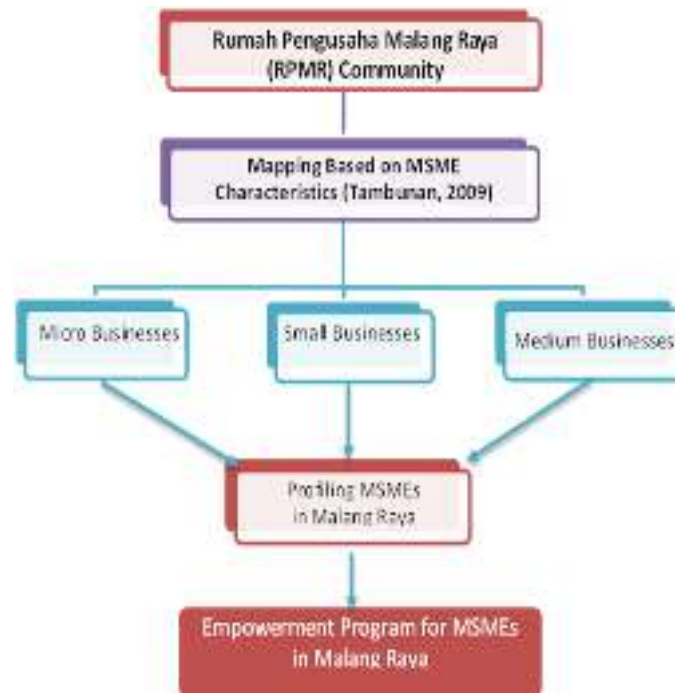 Rumah Pengusaha Malang Raya
(RPMR) Community
Mapping Based on MSME
Characteristics (Tambunan, 2009)
Micro Businesses
Small Businesses
Medium Businesses
Profiling MSMEs
in Malang Raya
Empowerment Program for MSMEs
in Malang Raya